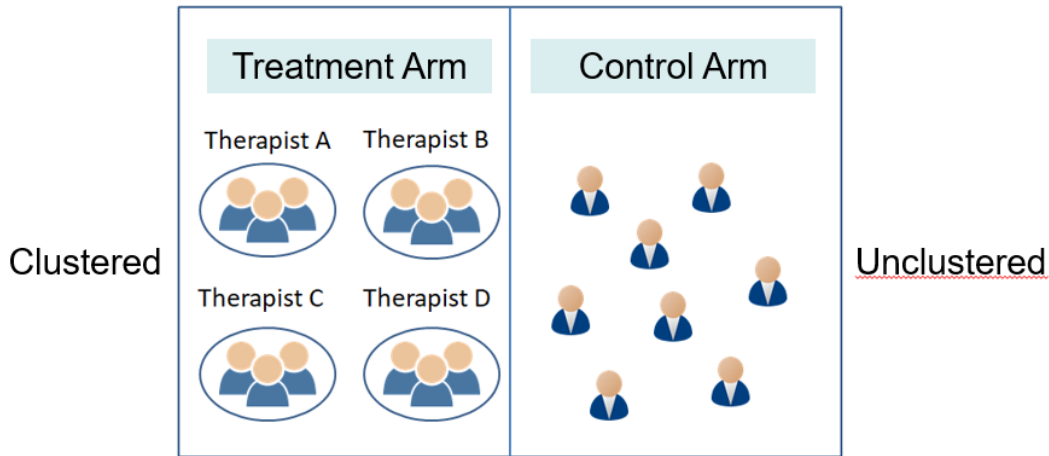 Treatment Arm
Control Arm
Therapist A
Therapist B
Clustered
Unclustered
Therapist C
Therapist D